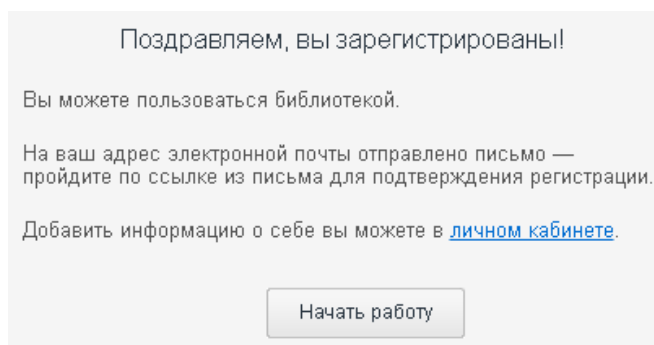 Поздравляем, вы зарегистрированы!
Вы можете пользоваться библиотекой.
На ваш адрес электронной почты отправлено письмо —
пройдите по ссылке из письма для подтверждения регистрации.
Добавить информацию о себе вы можете в личном кабинете.
Начать работу